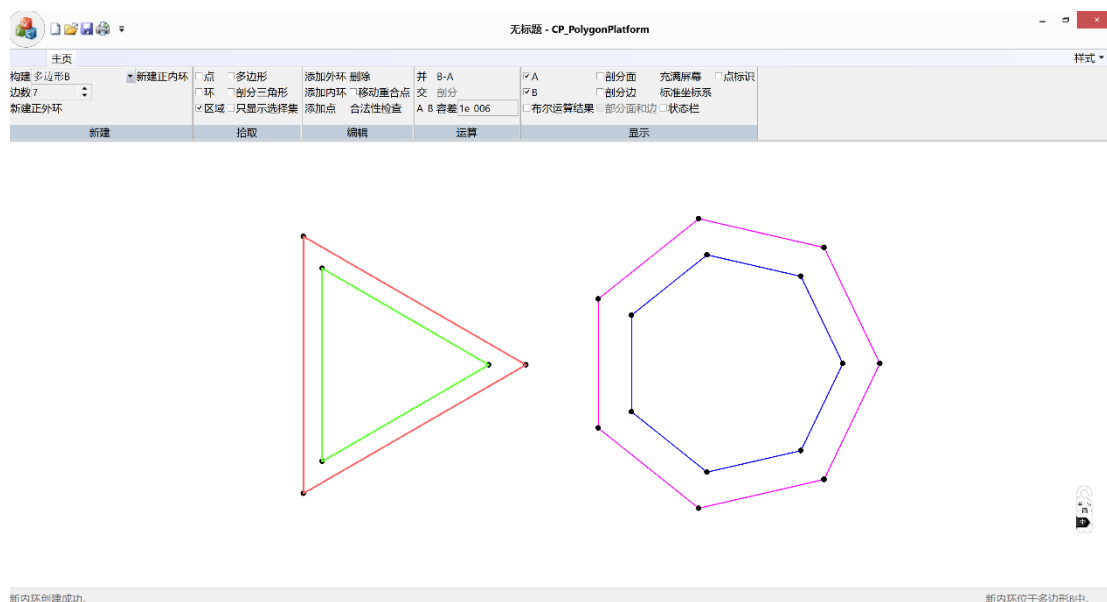 无标题 - CP_PolygonPlatform
主页
样式
构建 多边形B 新建正内环 点 多边形 添加外环 删除 并 B-A A 剖分面 充满屏幕 点标识
边数 7 环 剖分三角形 添加内环 移动重合点 交 剖分 B 剖分边 标准坐标系
新建正外环 区域 只显示选择集 添加点 合法性检查 A B 容差 1e 006 布尔运算结果 部分面和边 状态栏
新建 拾取 编辑 运算 显示
中
新内环创建成功。 新内环位于多边形B中。